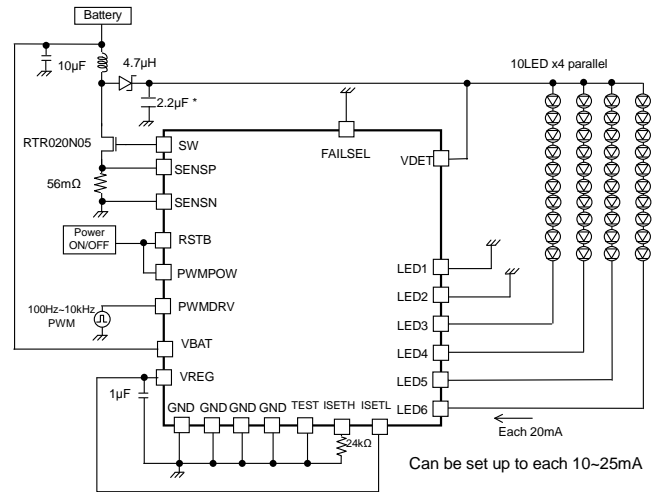 Battery
10µF
4.7µH
2.2µF *
10LED x4 parallel
RTR020N05
56mΩ
Power
ON/OFF
100Hz~10kHz
PWM
1µF
SW
SENSP
SENSN
RSTB
PWMPOW
PWMDRV
VBAT
VREG
FAILSEL
VDET
LED1
LED2
LED3
LED4
LED5
LED6
GND GND GND GND TEST ISETH ISETL
24kΩ
Each 20mA
Can be set up to each 10~25mA